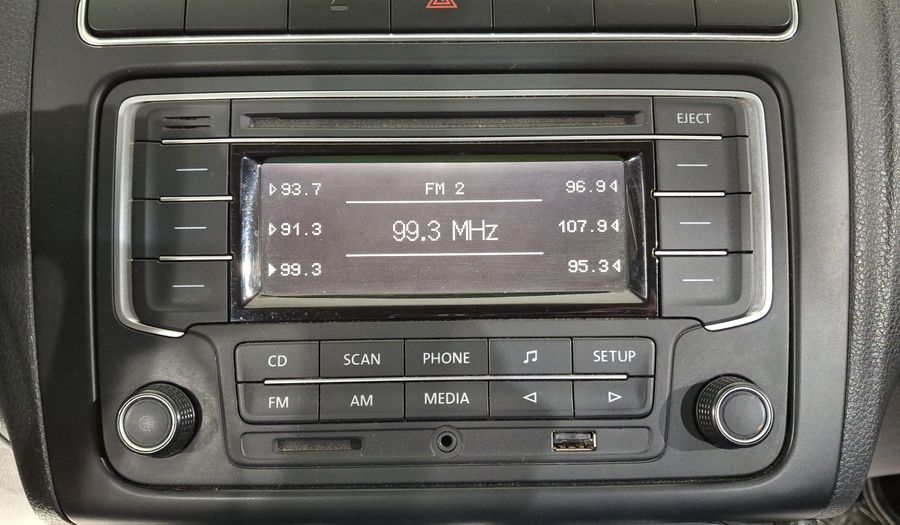 EJECT
93.7 FM 2 96.9
91.3 99.3 MHz 107.9
99.3 95.3
CD SCAN PHONE SETUP
FM AM MEDIA